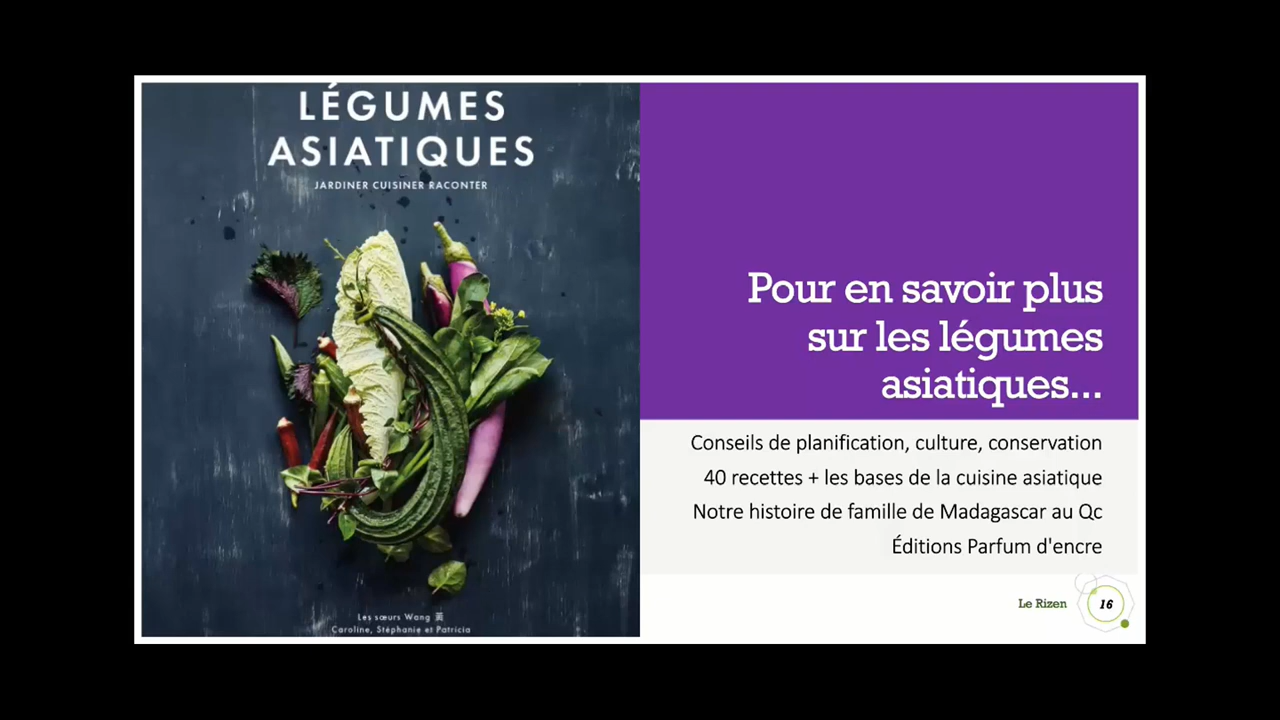 LÉGUMES
ASIATIQUES
JARDINER CUISINER RACONTER
Les sœurs Wang 黃
Caroline, Stéphanie et Patricia
Pour en savoir plus
sur les légumes
asiatiques...
Conseils de planification, culture, conservation
40 recettes + les bases de la cuisine asiatique
Notre histoire de famille de Madagascar au Qc
Éditions Parfum d'encre
Le Rizen
16